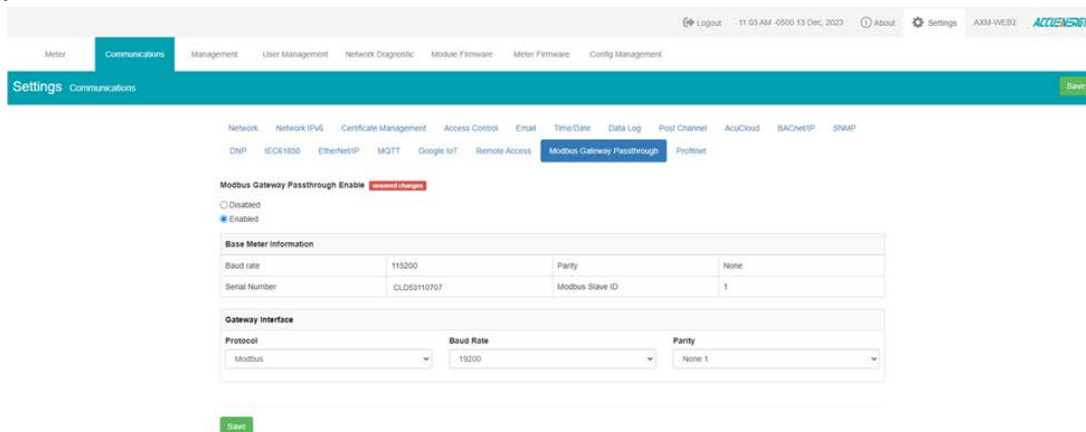 Logout 11:03 AM -0500 13 Dec, 2023 About Settings AXM-WEB2 ACCUENERGY
Meter Communications Management User Management Network Diagnostic Module Firmware Meter Firmware Config Management
Settings Communications Save
Network Network IPv6 Certificate Management Access Control Email Time/Date Data Log Post Channel AcuCloud BACnet/IP SNMP
DNP IEC61850 EtherNet/IP MQTT Google IoT Remote Access Modbus Gateway Passthrough Profitnet
Modbus Gateway Passthrough Enable unsaved changes
Disabled
Enabled
Base Meter Information
Baud rate 115200 Parity None
Serial Number CLD53110707 Modbus Slave ID 1
Gateway Interface
Protocol Baud Rate Parity
Modbus 19200 None 1
Save